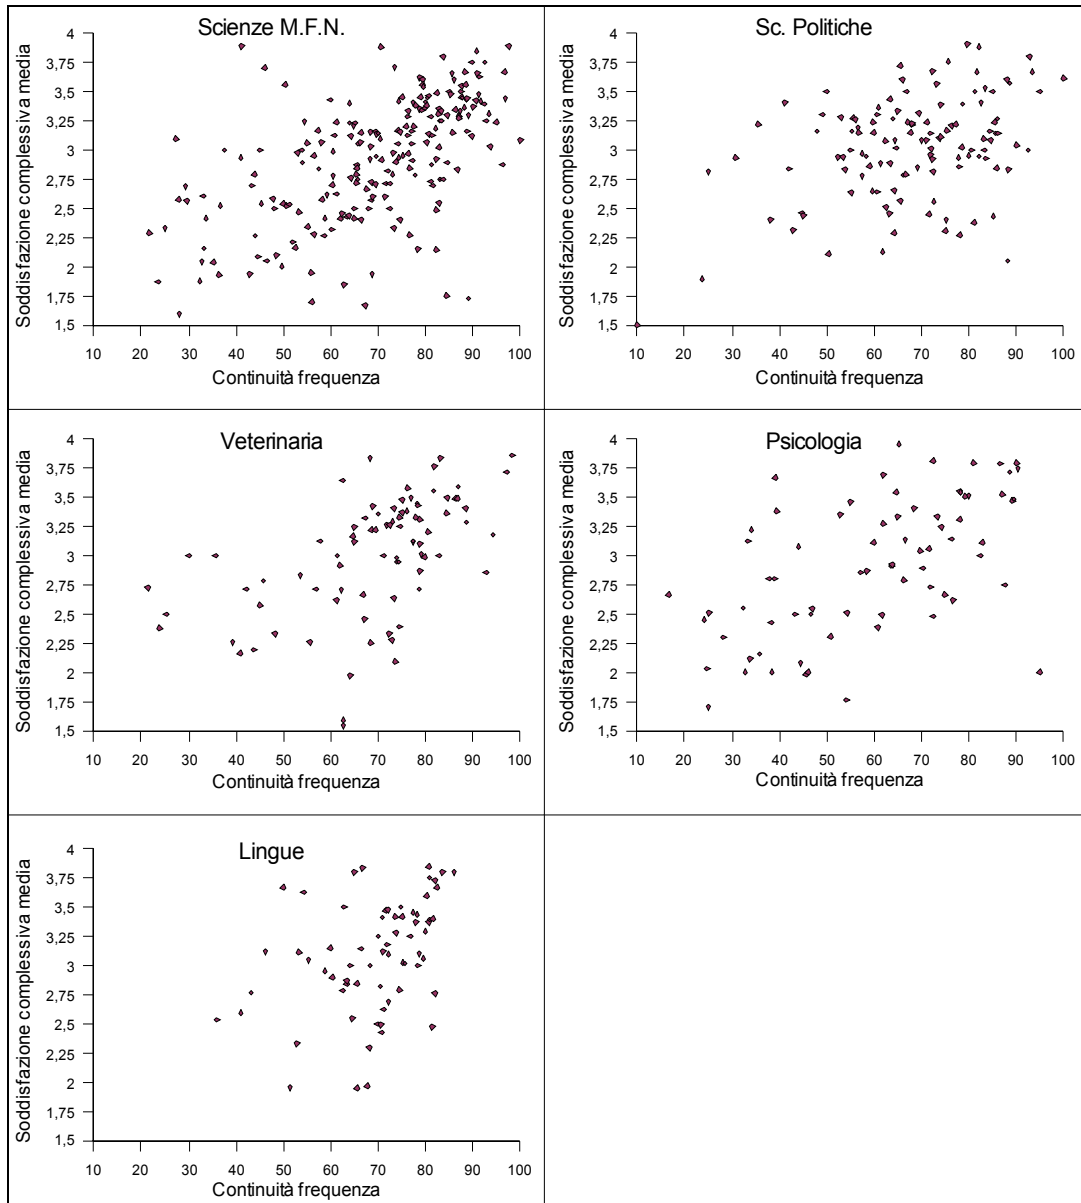 Scienze M.F.N.
Soddisfazione complessiva media
4
3,75
3,5
3,25
3
2,75
2,5
2,25
2
1,75
1,5
10 20 30 40 50 60 70 80 90 100
Continuità frequenza
Sc. Politiche
Soddisfazione complessiva media
4
3,75
3,5
3,25
3
2,75
2,5
2,25
2
1,75
1,5
10 20 30 40 50 60 70 80 90 100
Continuità frequenza
Veterinaria
Soddisfazione complessiva media
4
3,75
3,5
3,25
3
2,75
2,5
2,25
2
1,75
1,5
10 20 30 40 50 60 70 80 90 100
Continuità frequenza
Psicologia
Soddisfazione complessiva media
4
3,75
3,5
3,25
3
2,75
2,5
2,25
2
1,75
1,5
10 20 30 40 50 60 70 80 90 100
Continuità frequenza
Lingue
Soddisfazione complessiva media
4
3,75
3,5
3,25
3
2,75
2,5
2,25
2
1,75
1,5
10 20 30 40 50 60 70 80 90 100
Continuità frequenza